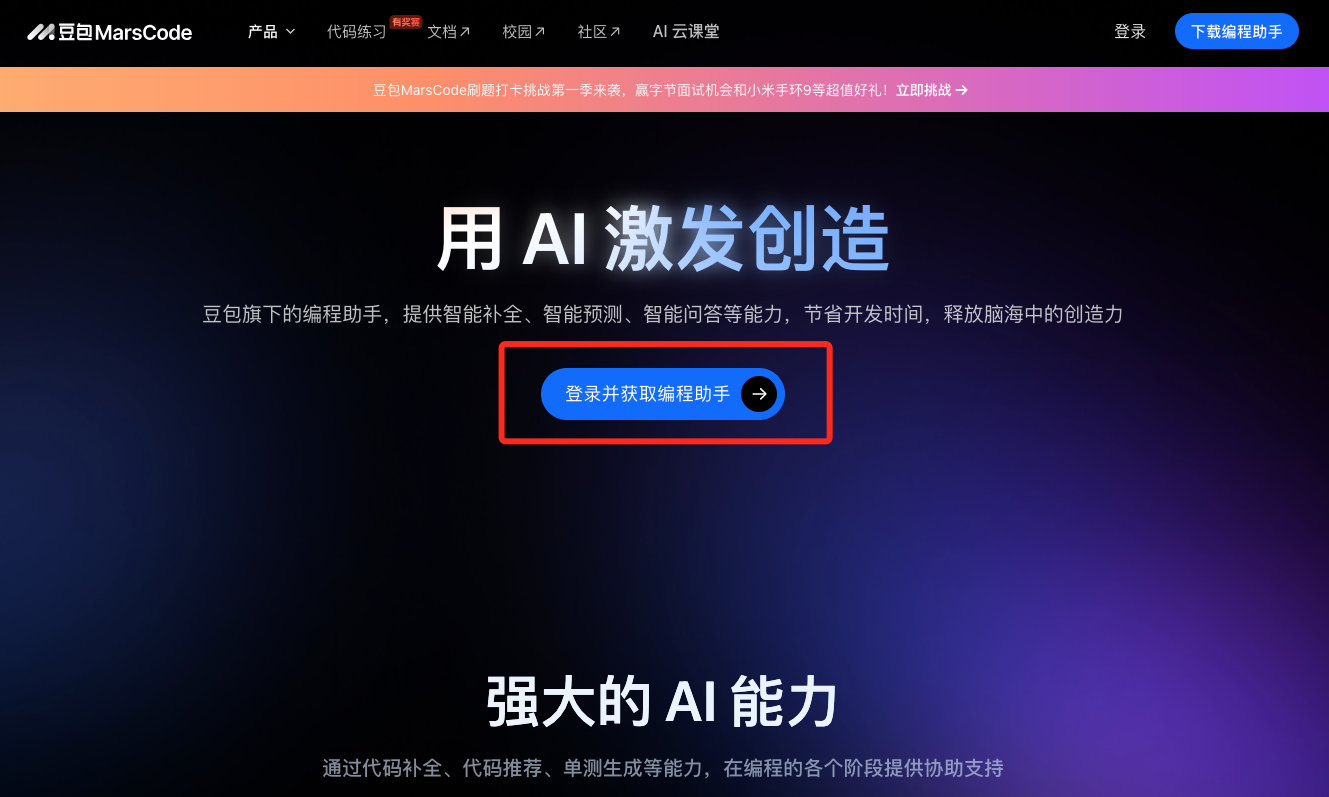 豆包MarsCode 产品 代码练习 有奖赛 文档 校园 社区 AI 云课堂 登录 下载编程助手
豆包MarsCode刷题打卡挑战第一季来袭，赢字节面试机会和小米手环9等超值好礼！立即挑战
用 AI 激发创造
豆包旗下的编程助手，提供智能补全、智能预测、智能问答等能力，节省开发时间，释放脑海中的创造力
登录并获取编程助手
强大的 AI 能力
通过代码补全、代码推荐、单测生成等能力，在编程的各个阶段提供协助支持